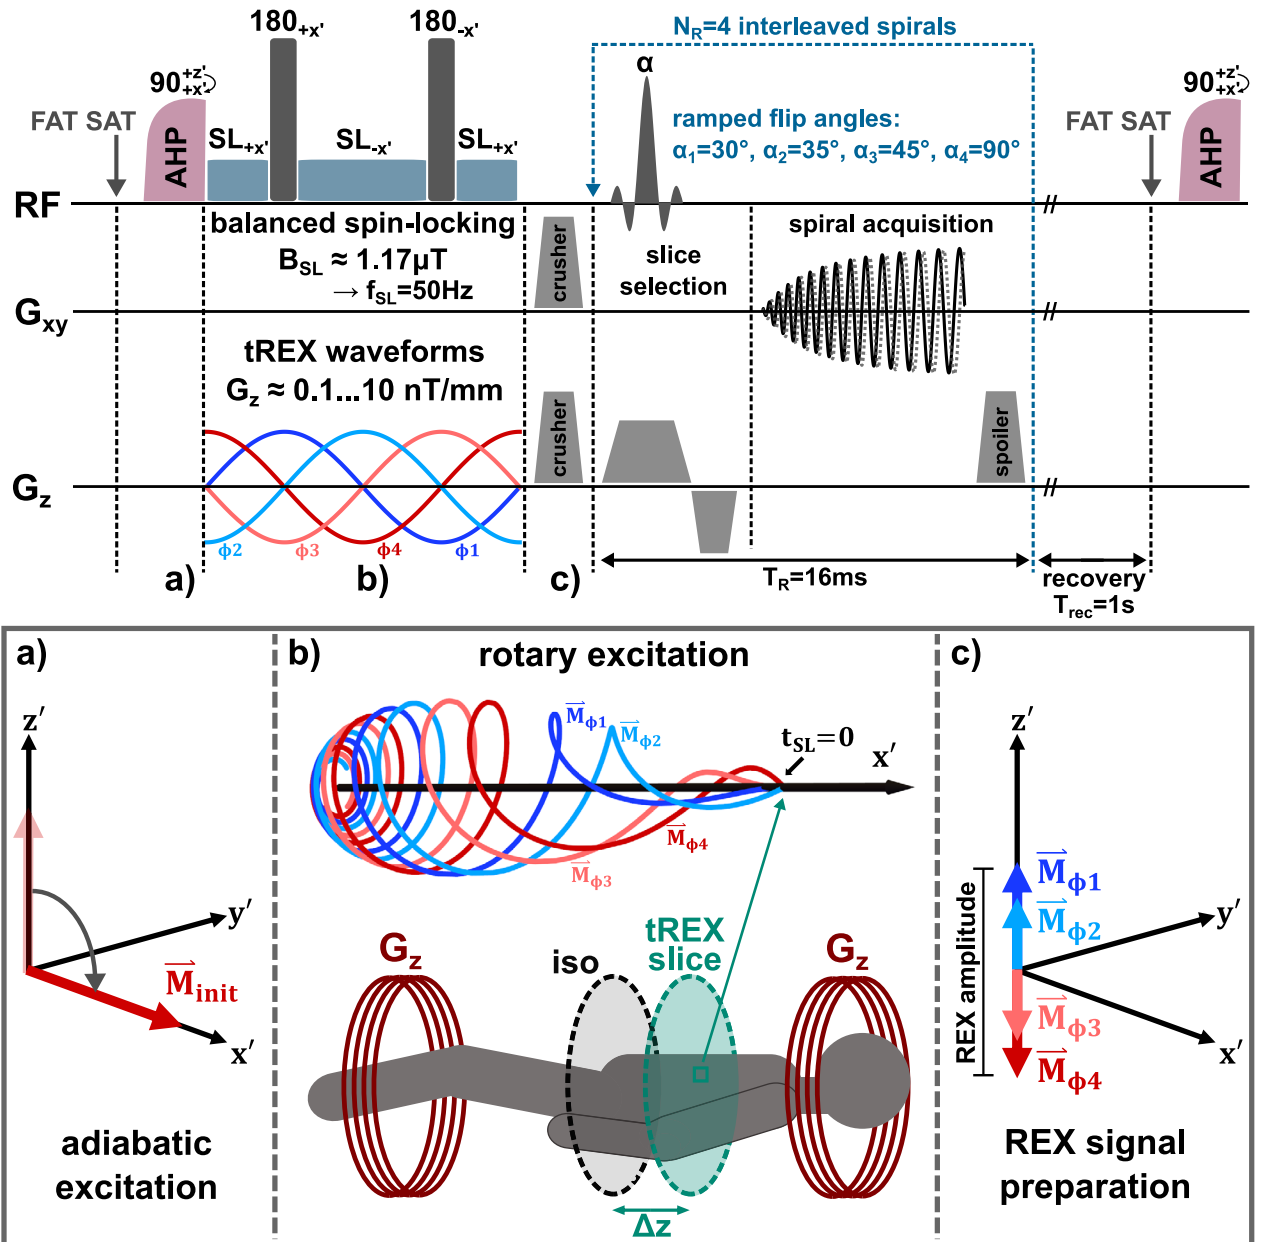 180+x'
180-x'
N_R=4 interleaved spirals
90+z'
+x'
FAT SAT
AHP
SL+x'
SL-x'
SL+x'
α
ramped flip angles:
α1=30°, α2=35°, α3=45°, α4=90°
FAT SAT
90+z'
+x'
AHP
RF
balanced spin-locking
B_SL ≈ 1.17µT
→ f_SL=50Hz
crusher
slice
selection
spiral acquisition
//
G_xy
//
tREX waveforms
G_z ≈ 0.1...10 nT/mm
crusher
spoiler
G_z
//
ϕ2
ϕ3
ϕ4
ϕ1
a)
b)
c)
T_R=16ms
recovery
T_rec=1s
a)
z′
y′
M_init
x′
adiabatic
excitation
b)
rotary excitation
M_ϕ1
M_ϕ2
t_SL=0
x′
M_ϕ4
M_ϕ3
G_z
iso
tREX
slice
G_z
Δz
c)
z′
REX amplitude
M_ϕ1
M_ϕ2
y′
M_ϕ3
x′
M_ϕ4
REX signal
preparation